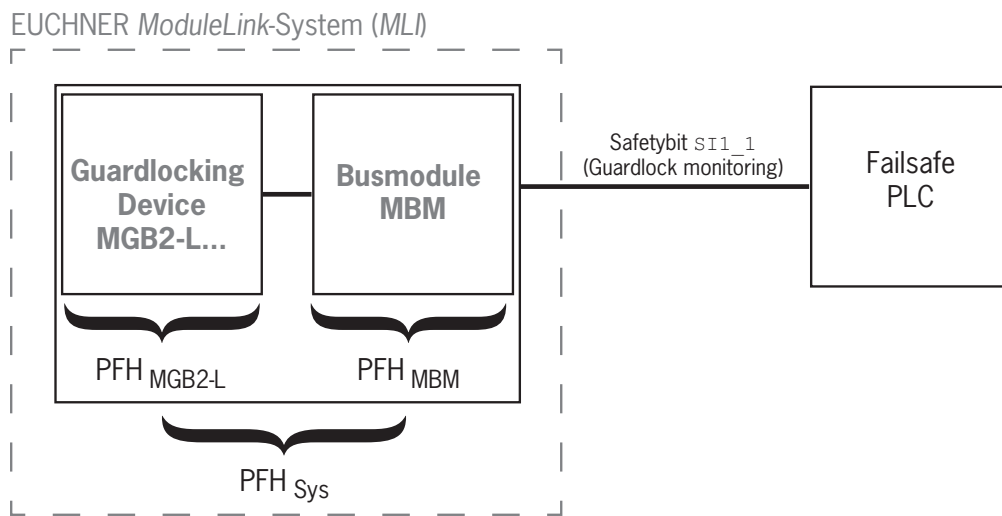 EUCHNER ModuleLink-System (MLI)
Guardlocking
Device
MGB2-L...
Busmodule
MBM
Safetybit SI1_1
(Guardlock monitoring)
Failsafe
PLC
PFH MGB2-L
PFH MBM
PFH Sys